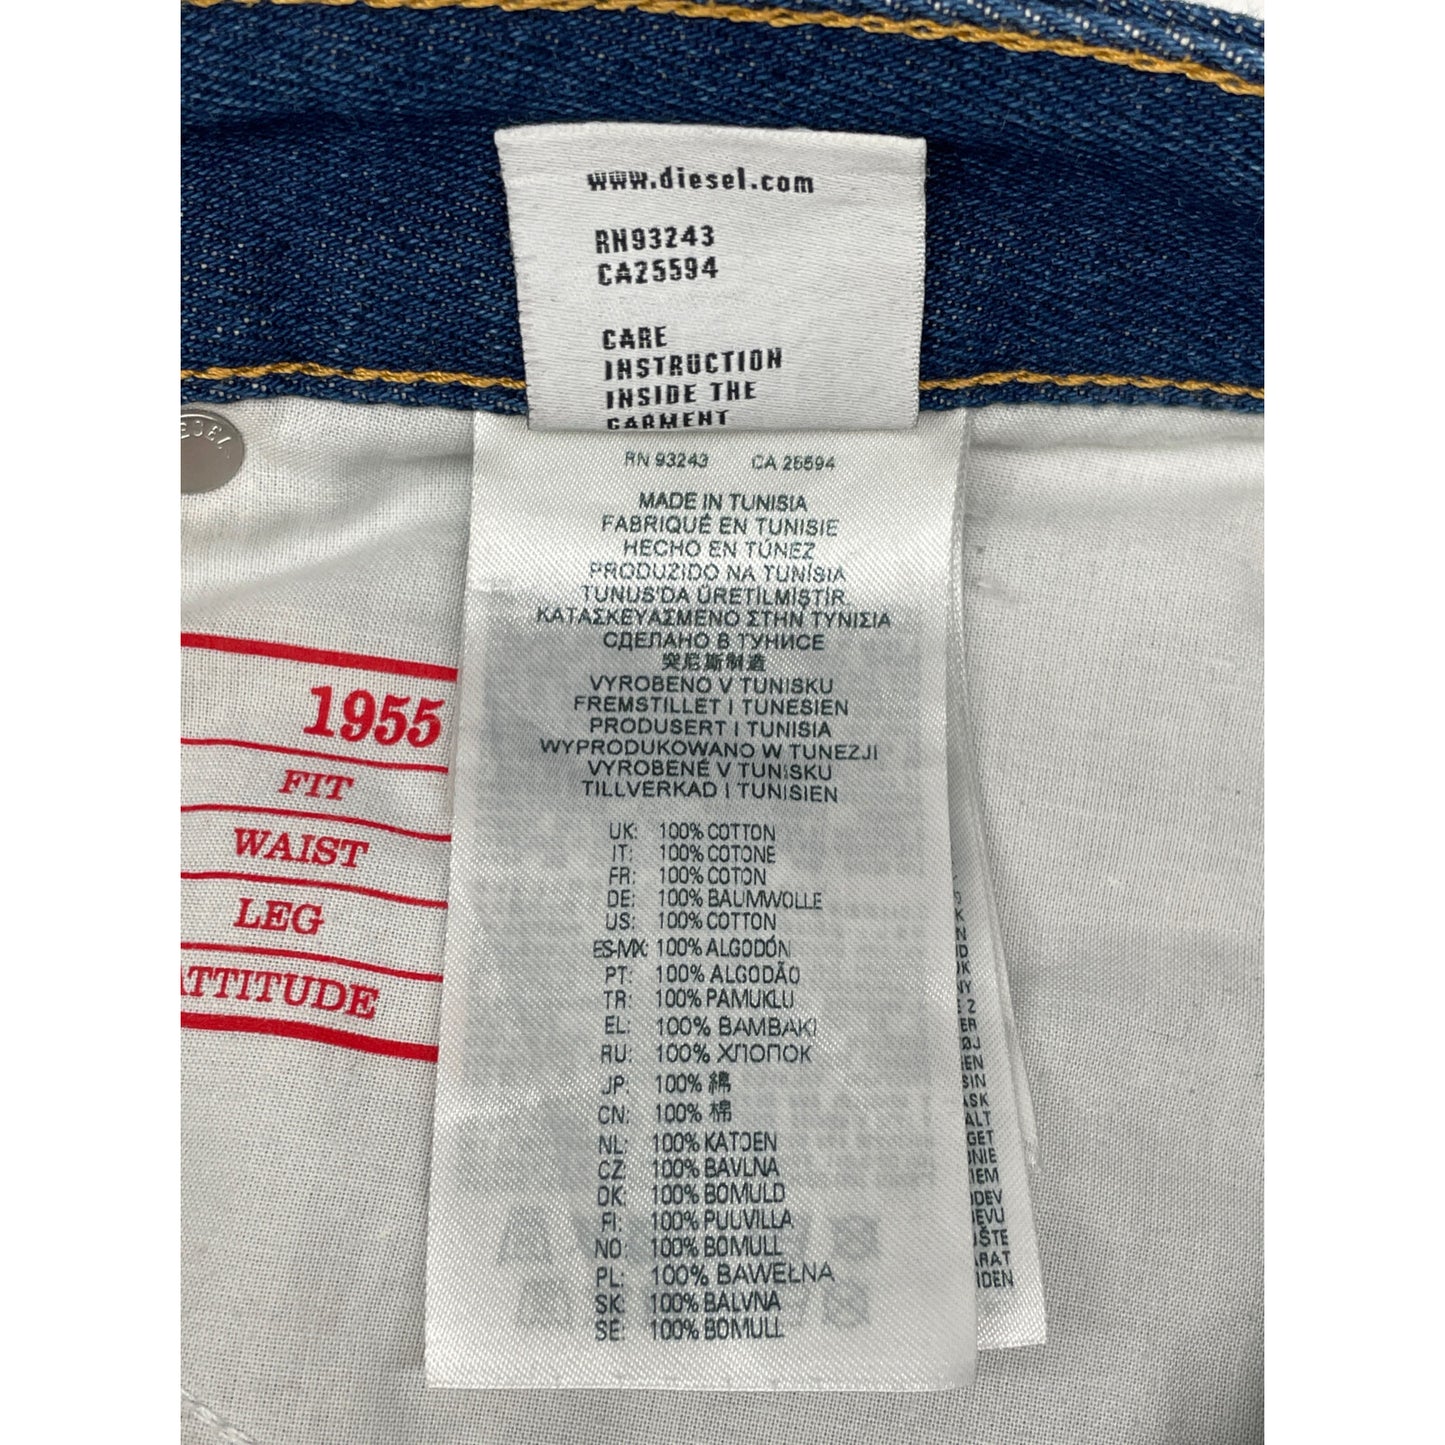 www.diesel.com
RN93243
CA25594
CARE
INSTRUCTION
INSIDE THE
GARMENT
RN 93243 CA 25594
MADE IN TUNISIA
FABRIQUÉ EN TUNISIE
HECHO EN TÚNEZ
PRODUZIDO NA TUNÍSIA
TUNUS'DA ÜRETİLMİŞTİR.
ΚΑΤΑΣΚΕΥΑΣΜΕΝΟ ΣΤΗΝ ΤΥΝΙΣΙΑ
СДЕЛАНО В ТУНИСЕ
突尼斯制造
VYROBENO V TUNISKU
FREMSTILLET I TUNESIEN
PRODUSERT I TUNISIA
WYPRODUKOWANO W TUNEZJI
VYROBENÉ V TUNISKU
TILLVERKAD I TUNISIEN
UK: 100% COTTON
IT: 100% COTONE
FR: 100% COTON
DE: 100% BAUMWOLLE
US: 100% COTTON
ES-MX: 100% ALGODÓN
PT: 100% ALGODÃO
TR: 100% PAMUKLU
EL: 100% ΒΑΜΒΑΚΙ
RU: 100% ХЛОПОК
JP: 100% 綿
CN: 100% 棉
NL: 100% KATOEN
CZ: 100% BAVLNA
DK: 100% BOMULD
FI: 100% PUUVILLA
NO: 100% BOMULL
PL: 100% BAWEŁNA
SK: 100% BALVNA
SE: 100% BOMULL
1955
FIT
WAIST
LEG
ATTITUDE